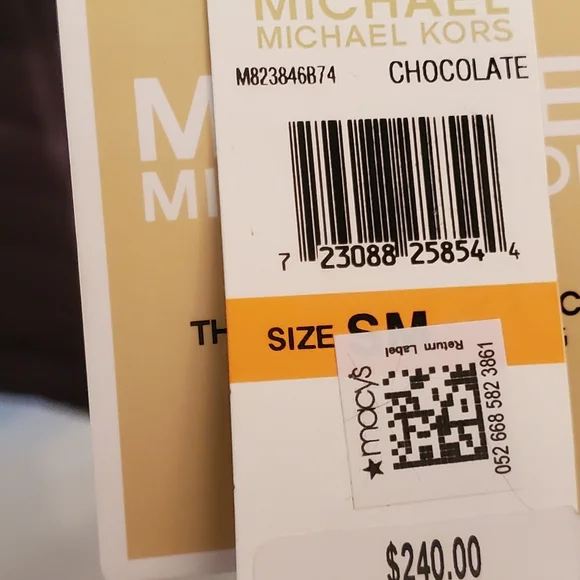 MICHAEL
MICHAEL KORS
M823846B74 CHOCOLATE
7 23088 25854 4
SIZE SM
Return Label
★macys
052 668 582 3861
$240.00